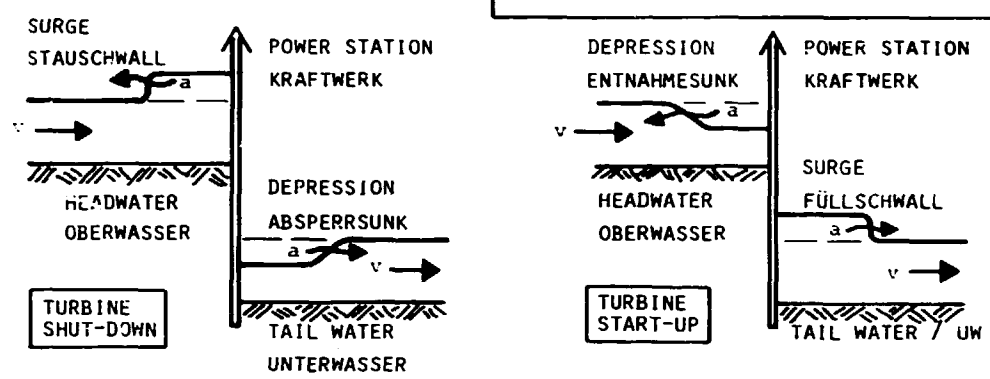 SURGE
STAUSCHWALL
a
POWER STATION
KRAFTWERK
v
HEADWATER
OBERWASSER
DEPRESSION
ABSPERRSUNK
a
v
TURBINE
SHUT-DOWN
TAIL WATER
UNTERWASSER
DEPRESSION
ENTNAHMESUNK
a
POWER STATION
KRAFTWERK
v
HEADWATER
OBERWASSER
SURGE
FÜLLSCHWALL
a
v
TURBINE
START-UP
TAIL WATER / UW